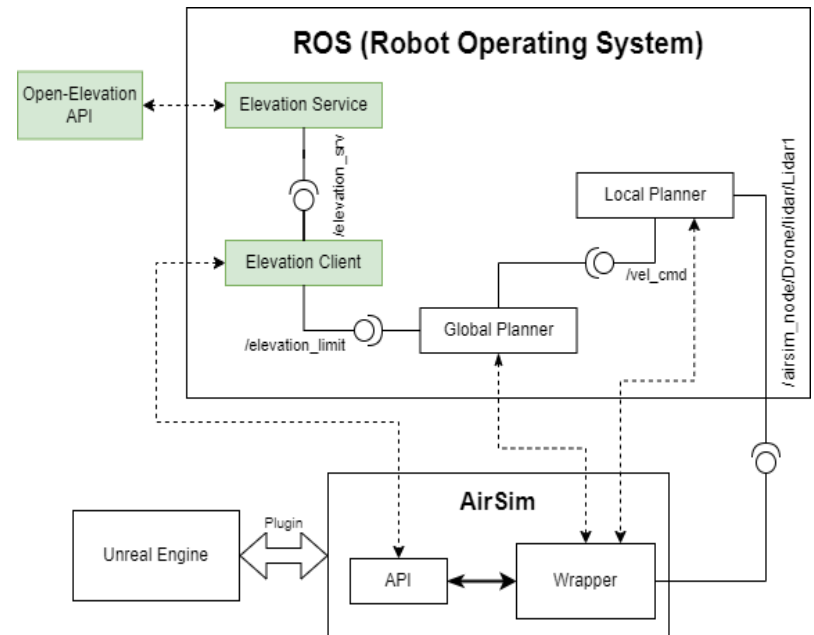 ROS (Robot Operating System)
Open-Elevation
API
Elevation Service
/elevation_srv
Local Planner
/airsim_node/Drone/lidar/Lidar1
Elevation Client
/vel_cmd
/elevation_limit
Global Planner
AirSim
Plugin
Unreal Engine
API
Wrapper